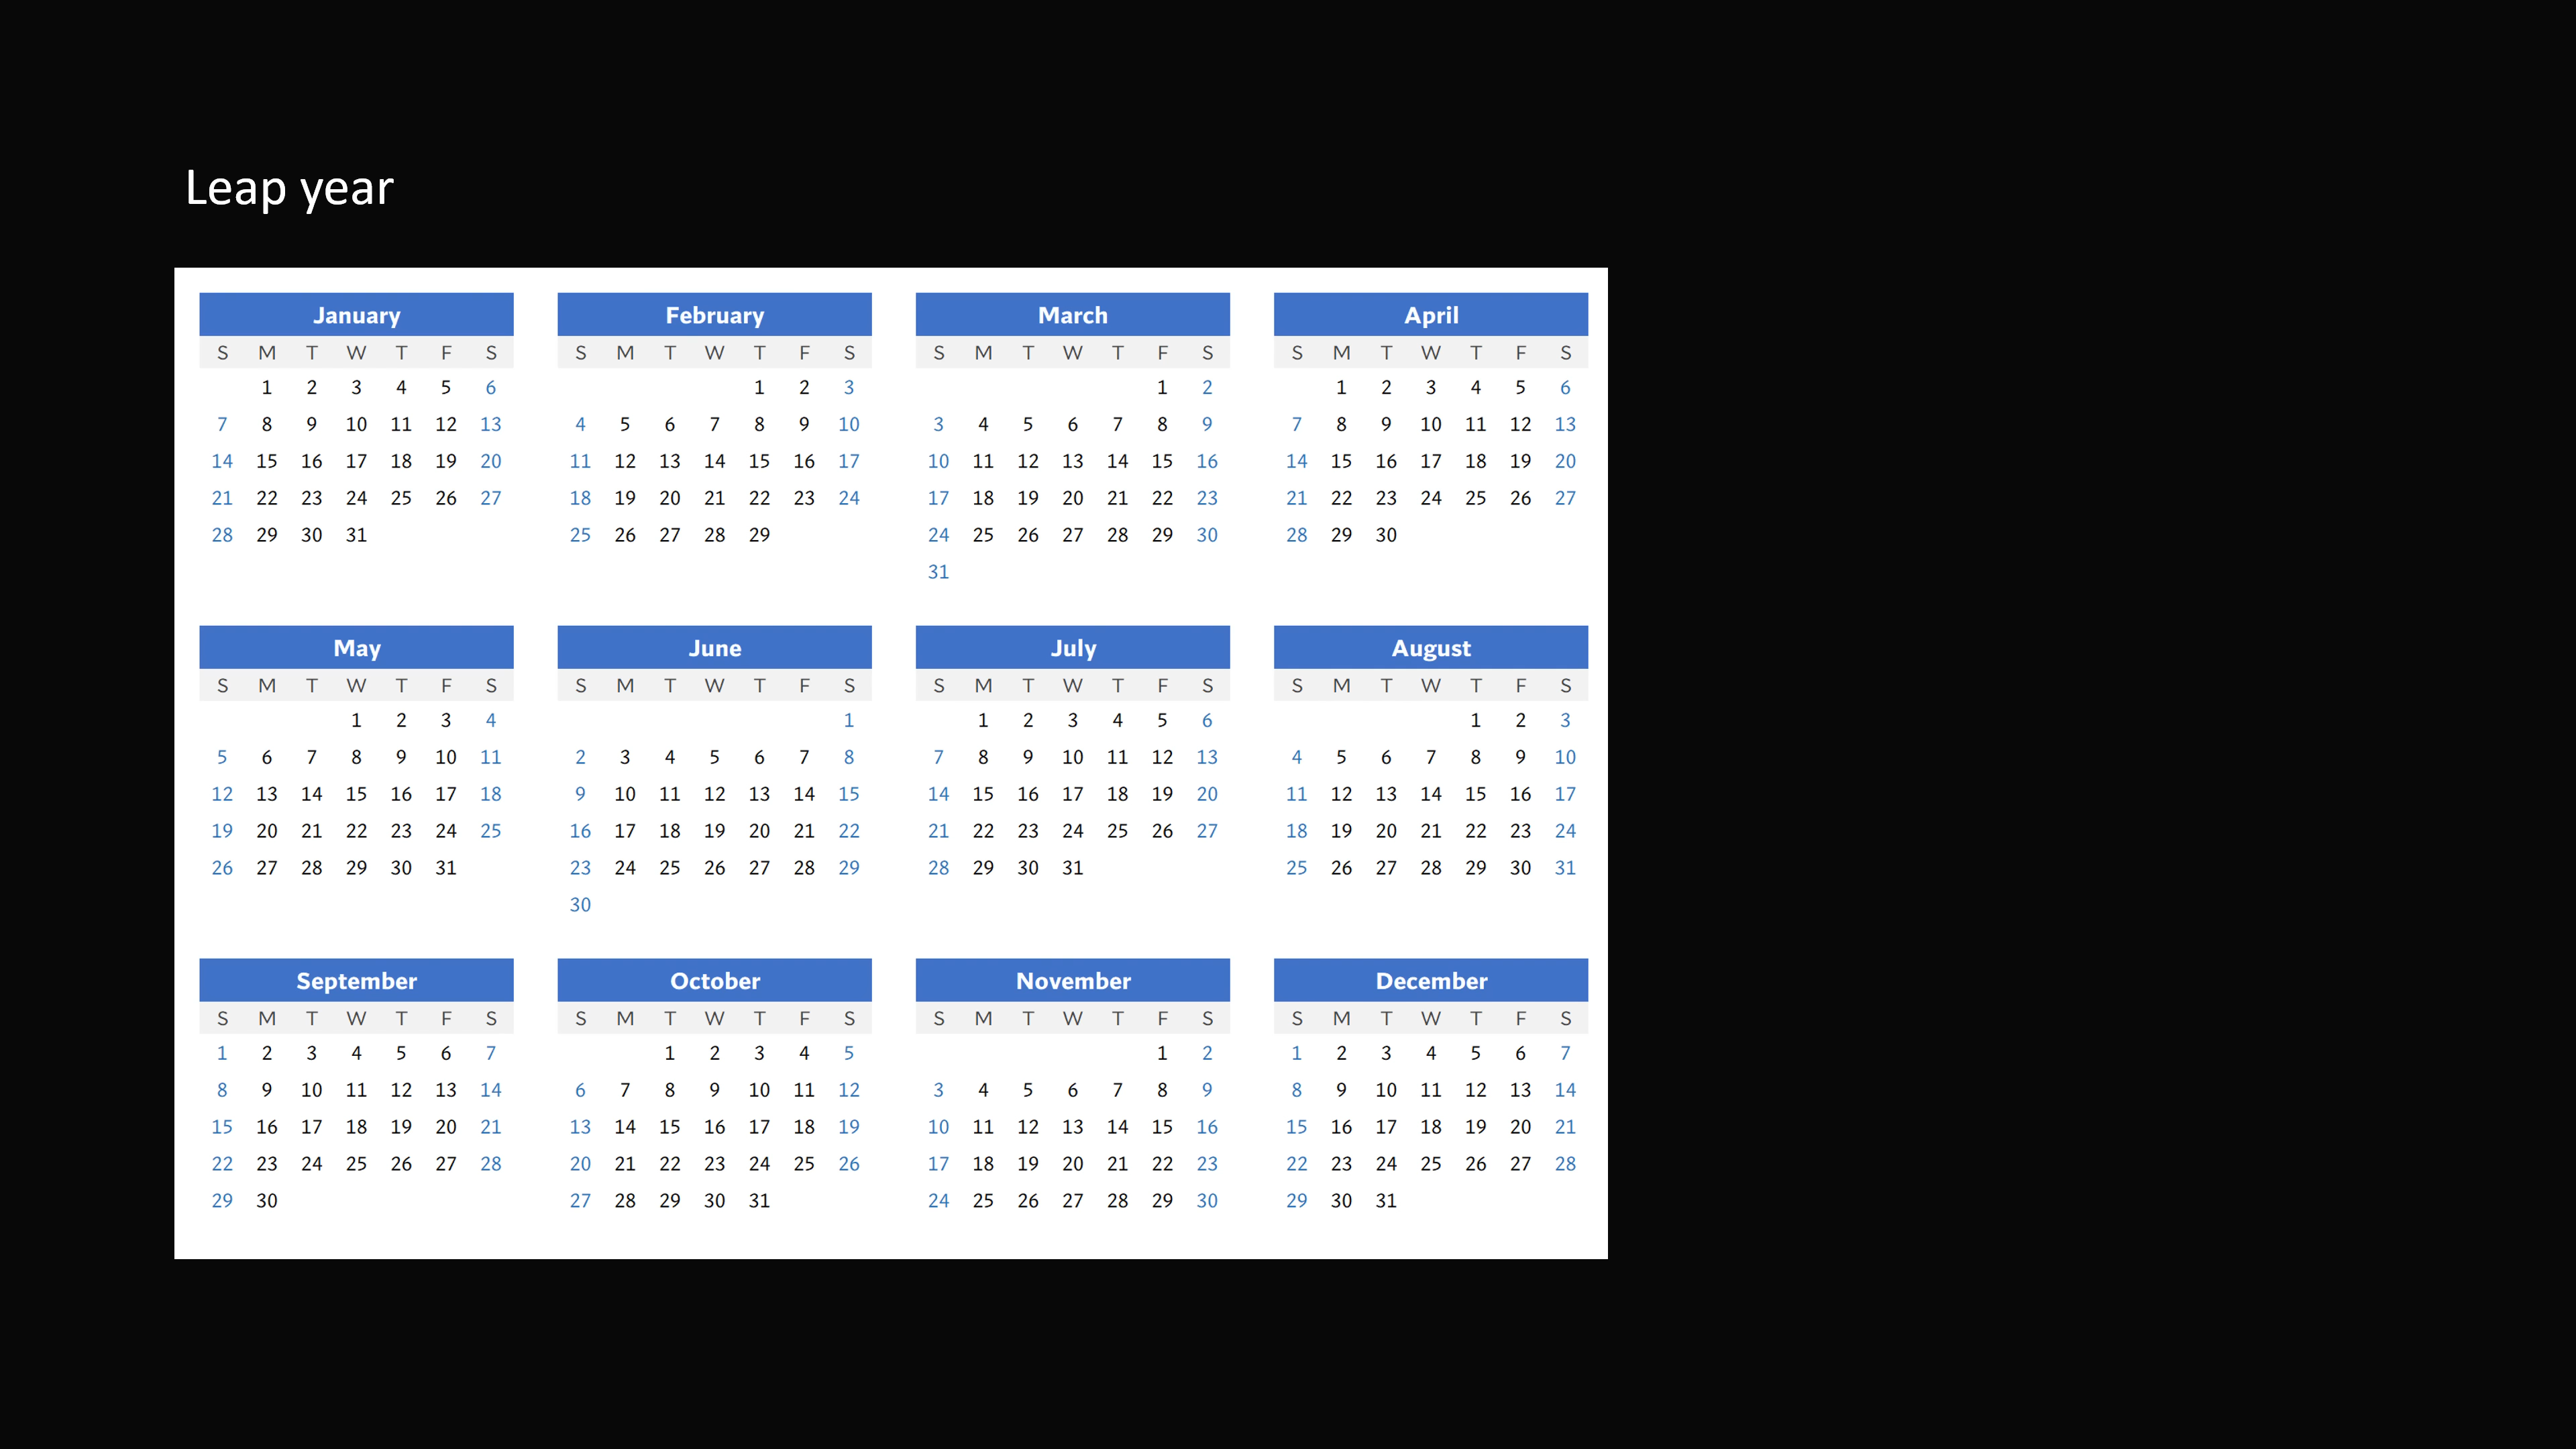 Leap year
January February March April
S M T W T F S S M T W T F S S M T W T F S S M T W T F S
1 2 3 4 5 6 1 2 3 1 2 1 2 3 4 5 6
7 8 9 10 11 12 13 4 5 6 7 8 9 10 3 4 5 6 7 8 9 7 8 9 10 11 12 13
14 15 16 17 18 19 20 11 12 13 14 15 16 17 10 11 12 13 14 15 16 14 15 16 17 18 19 20
21 22 23 24 25 26 27 18 19 20 21 22 23 24 17 18 19 20 21 22 23 21 22 23 24 25 26 27
28 29 30 31 25 26 27 28 29 24 25 26 27 28 29 30 28 29 30
31
May June July August
S M T W T F S S M T W T F S S M T W T F S S M T W T F S
1 2 3 4 1 1 2 3 4 5 6 1 2 3
5 6 7 8 9 10 11 2 3 4 5 6 7 8 7 8 9 10 11 12 13 4 5 6 7 8 9 10
12 13 14 15 16 17 18 9 10 11 12 13 14 15 14 15 16 17 18 19 20 11 12 13 14 15 16 17
19 20 21 22 23 24 25 16 17 18 19 20 21 22 21 22 23 24 25 26 27 18 19 20 21 22 23 24
26 27 28 29 30 31 23 24 25 26 27 28 29 28 29 30 31 25 26 27 28 29 30 31
30
September October November December
S M T W T F S S M T W T F S S M T W T F S S M T W T F S
1 2 3 4 5 6 7 1 2 3 4 5 1 2 1 2 3 4 5 6 7
8 9 10 11 12 13 14 6 7 8 9 10 11 12 3 4 5 6 7 8 9 8 9 10 11 12 13 14
15 16 17 18 19 20 21 13 14 15 16 17 18 19 10 11 12 13 14 15 16 15 16 17 18 19 20 21
22 23 24 25 26 27 28 20 21 22 23 24 25 26 17 18 19 20 21 22 23 22 23 24 25 26 27 28
29 30 27 28 29 30 31 24 25 26 27 28 29 30 29 30 31